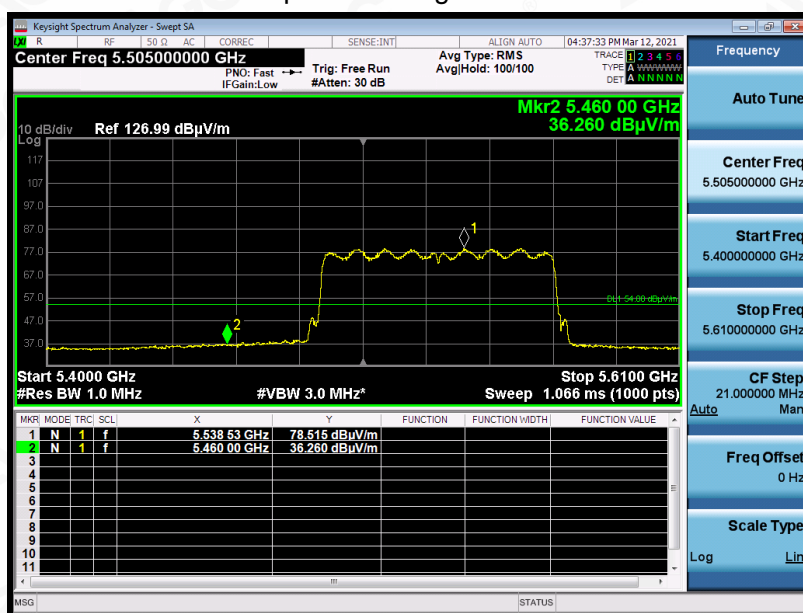 Keysight Spectrum Analyzer - Swept SA
LXI R RF 50 Ω AC CORREC SENSE:INT ALIGN AUTO 04:37:33 PM Mar 12, 2021
Center Freq 5.505000000 GHz
PNO: Fast
IFGain:Low
Trig: Free Run
#Atten: 30 dB
Avg Type: RMS
Avg|Hold: 100/100
TRACE 1 2 3 4 5 6
TYPE A WWWWW
DET A N N N N N
Mkr2 5.460 00 GHz
36.260 dBµV/m
10 dB/div Ref 126.99 dBµV/m
Log
117
107
97.0
87.0
77.0
67.0
57.0
47.0
37.0
1
2
DL1 54.00 dBµV/m
Start 5.4000 GHz Stop 5.6100 GHz
#Res BW 1.0 MHz #VBW 3.0 MHz* Sweep 1.066 ms (1000 pts)
MKR MODE TRC SCL X Y FUNCTION FUNCTION WIDTH FUNCTION VALUE
1 N 1 f 5.538 53 GHz 78.515 dBµV/m
2 N 1 f 5.460 00 GHz 36.260 dBµV/m
3
4
5
6
7
8
9
10
11
MSG STATUS
Frequency
Auto Tune
Center Freq
5.505000000 GHz
Start Freq
5.400000000 GHz
Stop Freq
5.610000000 GHz
CF Step
21.000000 MHz
Auto Man
Freq Offset
0 Hz
Scale Type
Log Lin